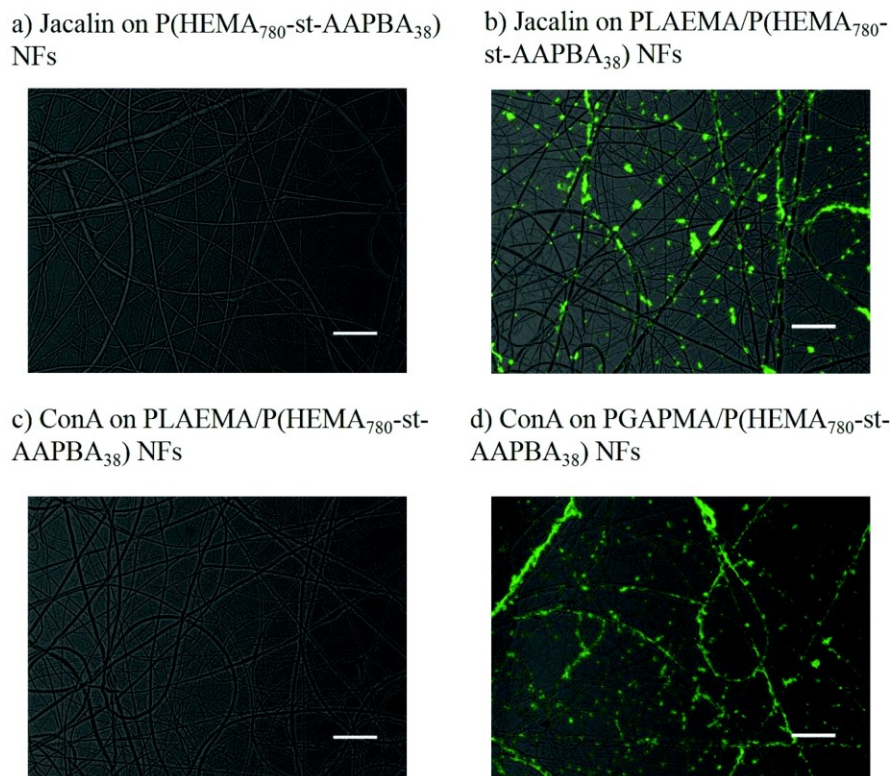 a) Jacalin on P(HEMA₇₈₀-st-AAPBA₃₈)
NFs
b) Jacalin on PLAEMA/P(HEMA₇₈₀-
st-AAPBA₃₈) NFs
c) ConA on PLAEMA/P(HEMA₇₈₀-st-
AAPBA₃₈) NFs
d) ConA on PGAPMA/P(HEMA₇₈₀-st-
AAPBA₃₈) NFs